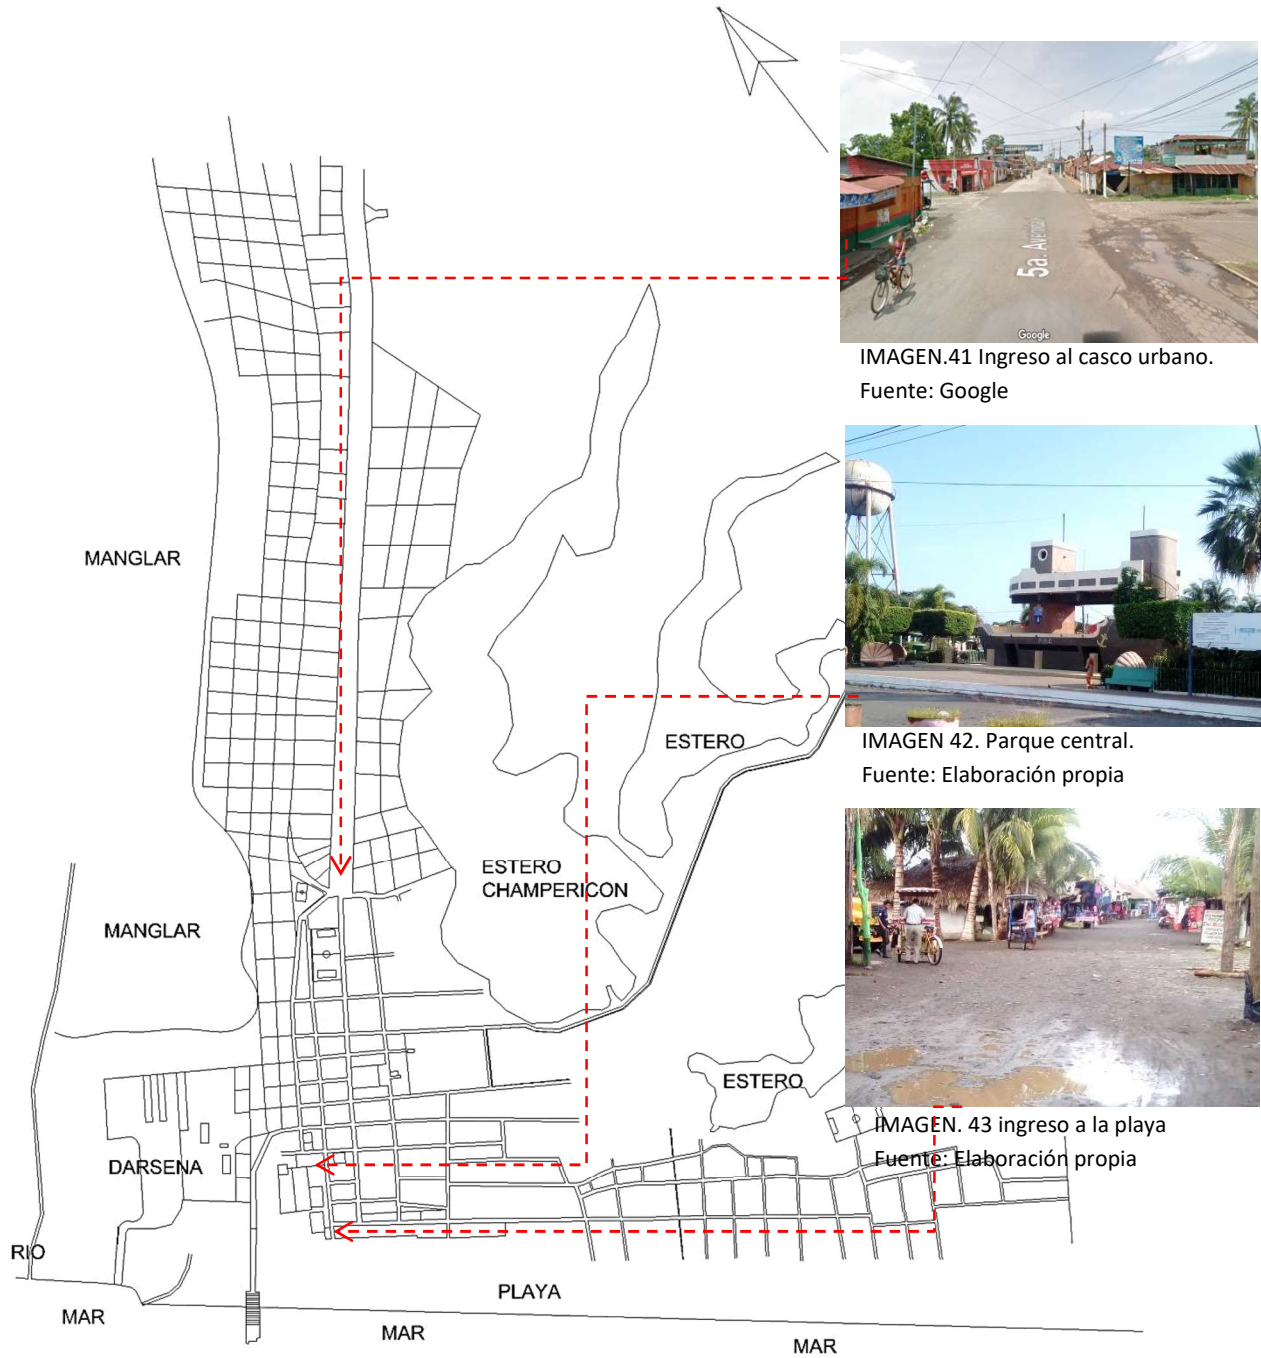 5a. Avenida
Google
IMAGEN.41 Ingreso al casco urbano.
Fuente: Google
MANGLAR
IMAGEN 42. Parque central.
Fuente: Elaboración propia
ESTERO
ESTERO
CHAMPERICON
MANGLAR
ESTERO
IMAGEN. 43 ingreso a la playa
Fuente: Elaboración propia
DARSENA
RIO
PLAYA
MAR
MAR
MAR